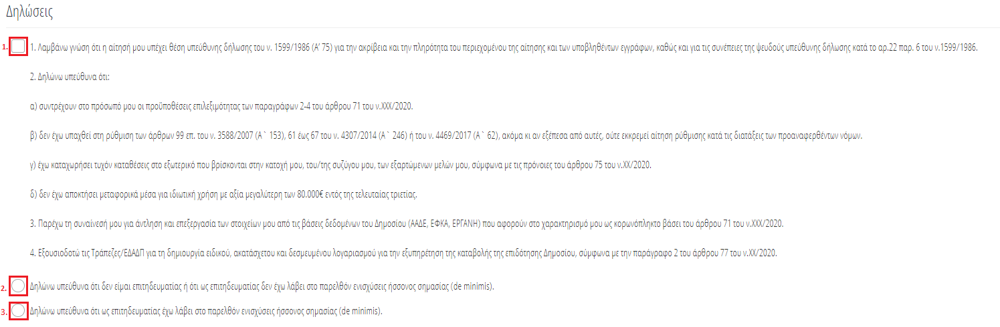 Δηλώσεις
1. 1. Λαμβάνω γνώση ότι η αίτησή μου υπέχει θέση υπεύθυνης δήλωσης του ν. 1599/1986 (Α' 75) για την ακρίβεια και την πληρότητα του περιεχομένου της αίτησης και των υποβληθέντων εγγράφων, καθώς και για τις συνέπειες της ψευδούς υπεύθυνης δήλωσης κατά το αρ.22 παρ. 6 του ν.1599/1986.
2. Δηλώνω υπεύθυνα ότι:
α) συντρέχουν στο πρόσωπό μου οι προϋποθέσεις επιλεξιμότητας των παραγράφων 2-4 του άρθρου 71 του ν.ΧΧΧ/2020.
β) δεν έχω υπαχθεί στη ρύθμιση των άρθρων 99 επ. του ν. 3588/2007 (Α` 153), 61 έως 67 του ν. 4307/2014 (Α` 246) ή του ν. 4469/2017 (Α` 62), ακόμα κι αν εξέπεσα από αυτές, ούτε εκκρεμεί αίτηση ρύθμισης κατά τις διατάξεις των προαναφερθέντων νόμων.
γ) έχω καταχωρήσει τυχόν καταθέσεις στο εξωτερικό που βρίσκονται στην κατοχή μου, του/της συζύγου μου, των εξαρτώμενων μελών μου, σύμφωνα με τις πρόνοιες του άρθρου 75 του ν.ΧΧ/2020.
δ) δεν έχω αποκτήσει μεταφορικά μέσα για ιδιωτική χρήση με αξία μεγαλύτερη των 80.000€ εντός της τελευταίας τριετίας.
3. Παρέχω τη συναίνεσή μου για άντληση και επεξεργασία των στοιχείων μου από τις βάσεις δεδομένων του Δημοσίου (ΑΑΔΕ, ΕΦΚΑ, ΕΡΓΑΝΗ) που αφορούν στο χαρακτηρισμό μου ως κορωνόπληκτο βάσει του άρθρου 71 του ν.ΧΧΧ/2020.
4. Εξουσιοδοτώ τις Τράπεζες/ΕΔΑΔΠ για τη δημιουργία ειδικού, ακατάσχετου και δεσμευμένου λογαριασμού για την εξυπηρέτηση της καταβολής της επιδότησης Δημοσίου, σύμφωνα με την παράγραφο 2 του άρθρου 77 του ν.ΧΧ/2020.
2. Δηλώνω υπεύθυνα ότι δεν είμαι επιτηδευματίας ή ότι ως επιτηδευματίας δεν έχω λάβει στο παρελθόν ενισχύσεις ήσσονος σημασίας (de minimis).
3. Δηλώνω υπεύθυνα ότι ως επιτηδευματίας έχω λάβει στο παρελθόν ενισχύσεις ήσσονος σημασίας (de minimis).